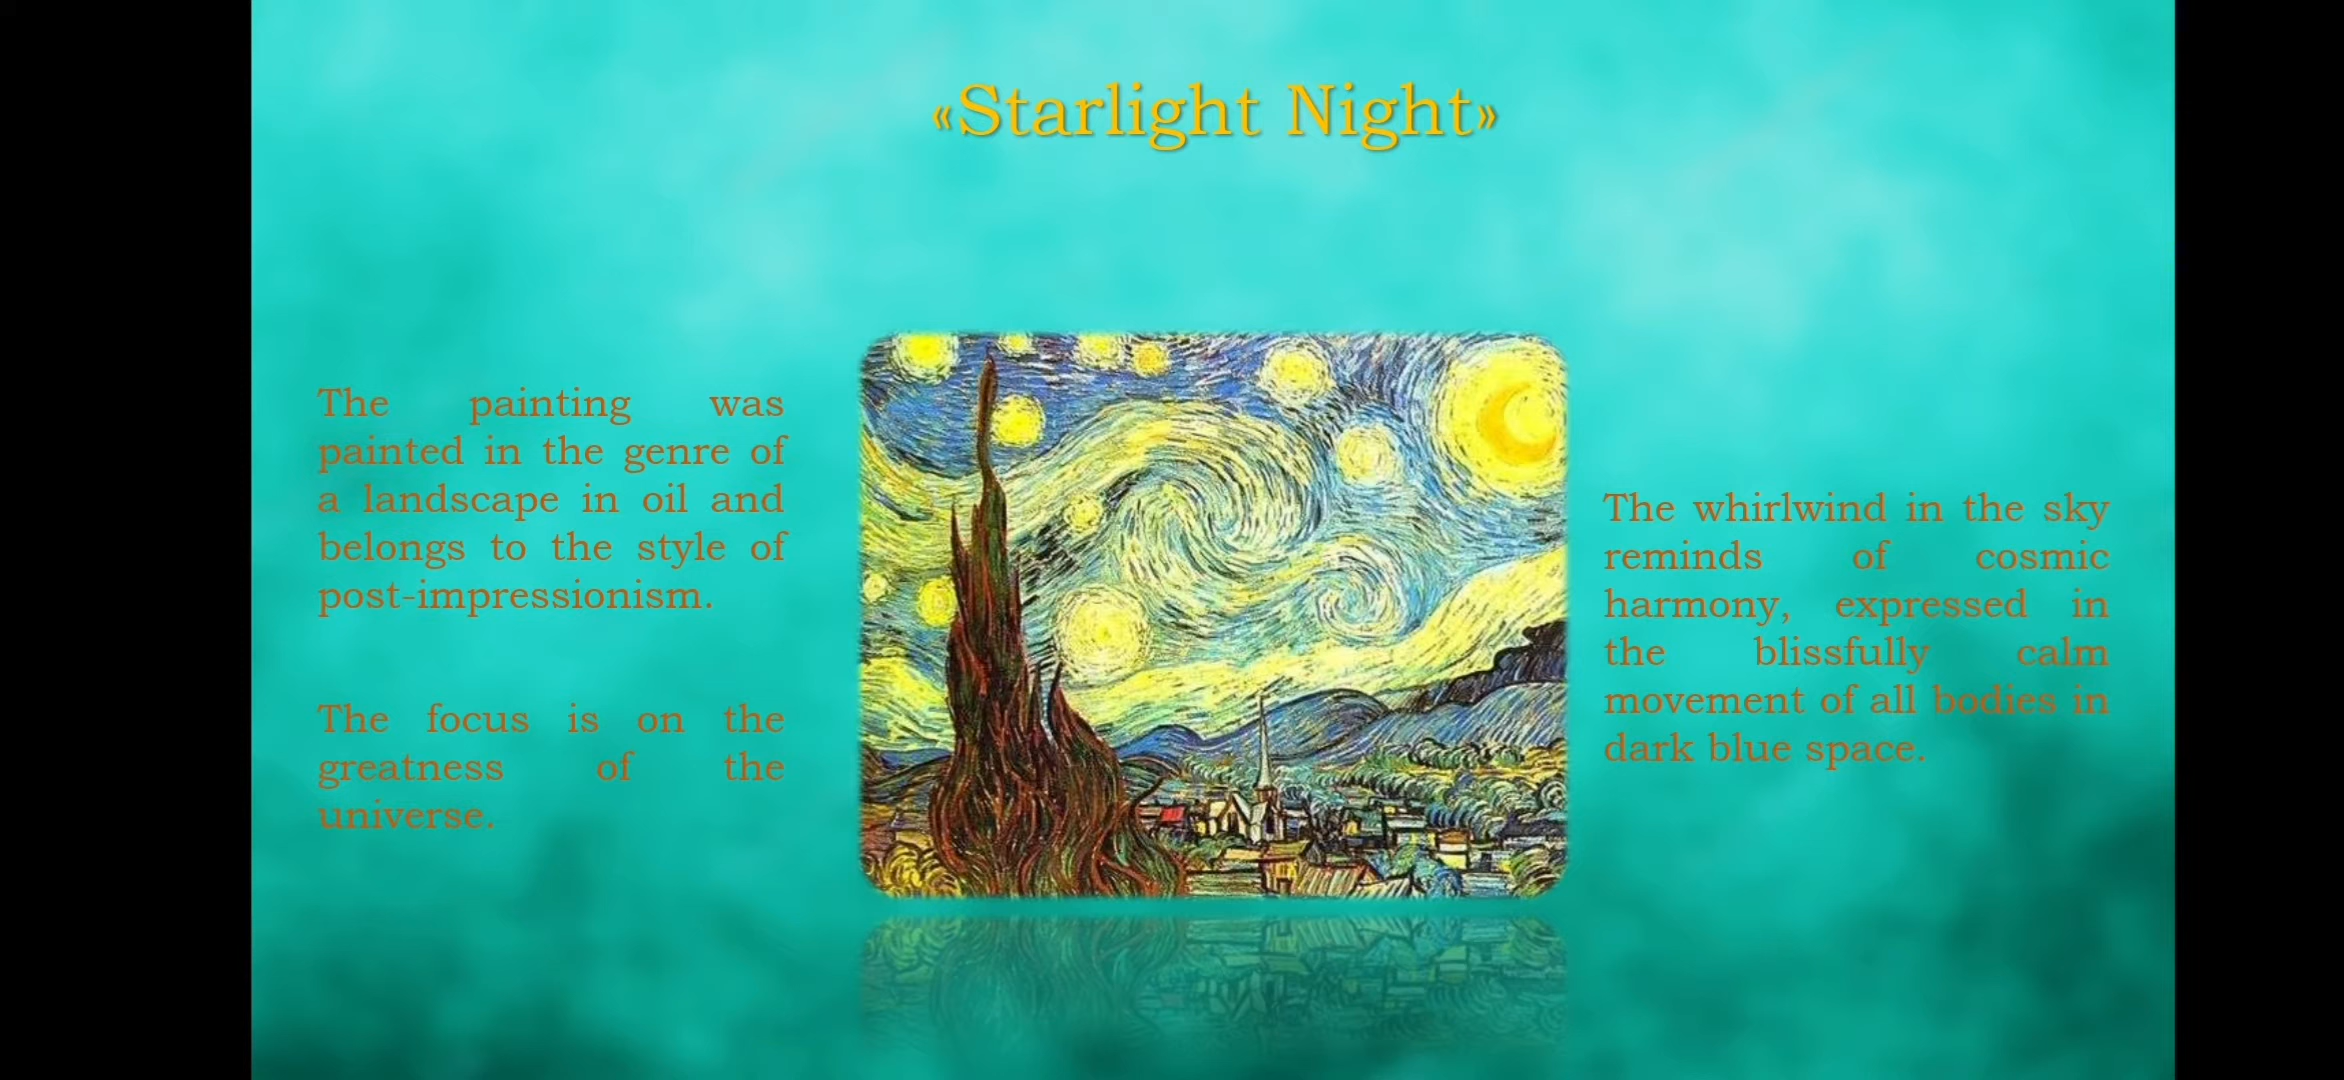 «Starlight Night»
The painting was
painted in the genre of
a landscape in oil and
belongs to the style of
post-impressionism.
The focus is on the
greatness of the
universe.
The whirlwind in the sky
reminds of cosmic
harmony, expressed in
the blissfully calm
movement of all bodies in
dark blue space.